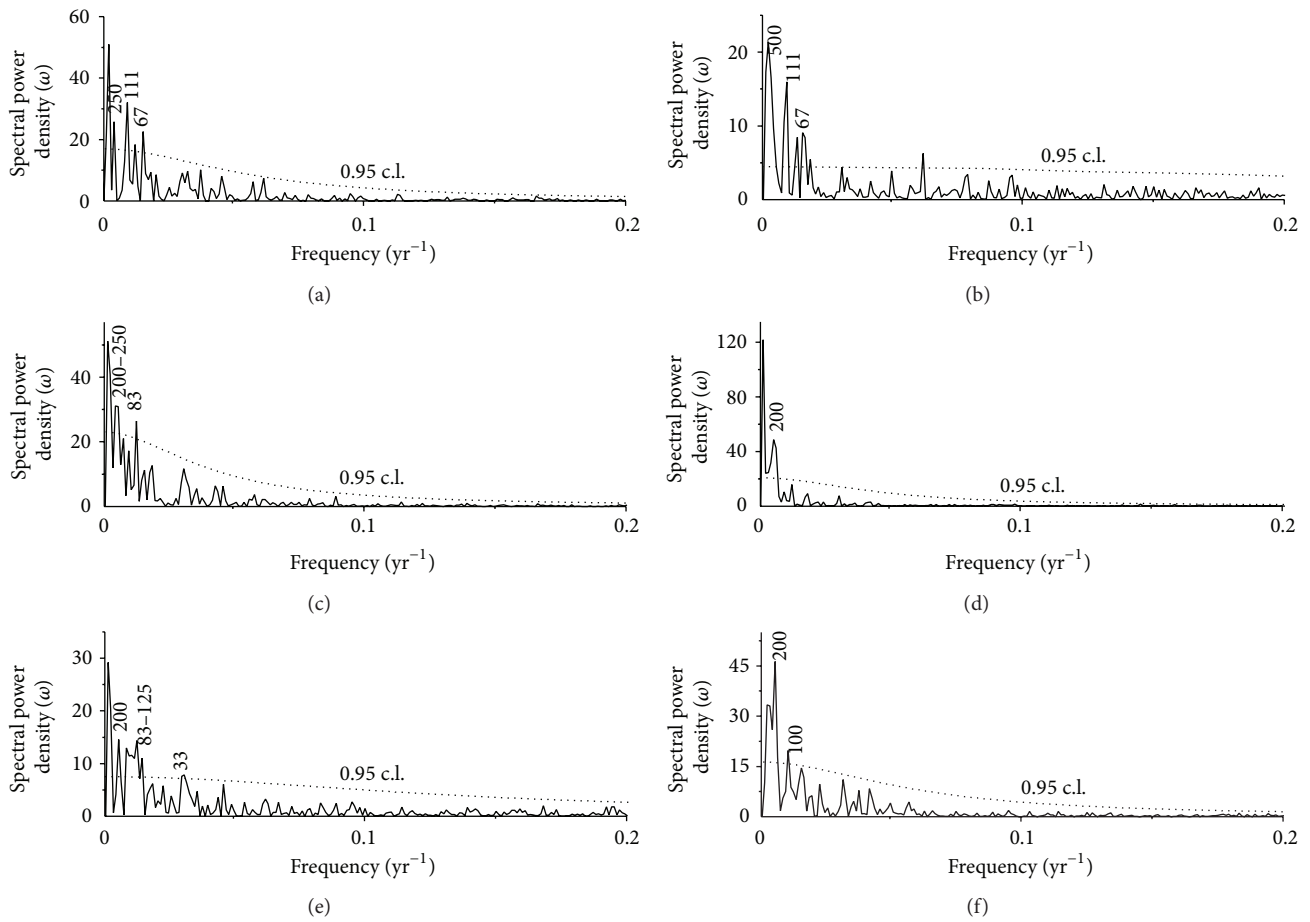 Spectral power
density (ω)
60
40
20
0
250
111
67
0.95 c.l.
0
0.1
0.2
Frequency (yr⁻¹)
(a)
Spectral power
density (ω)
20
10
0
500
111
67
0.95 c.l.
0
0.1
0.2
Frequency (yr⁻¹)
(b)
Spectral power
density (ω)
40
20
0
200–250
83
0.95 c.l.
0
0.1
0.2
Frequency (yr⁻¹)
(c)
Spectral power
density (ω)
120
80
40
0
200
0.95 c.l.
0
0.1
0.2
Frequency (yr⁻¹)
(d)
Spectral power
density (ω)
30
20
10
0
200
83–125
33
0.95 c.l.
0
0.1
0.2
Frequency (yr⁻¹)
(e)
Spectral power
density (ω)
45
30
15
0
200
100
0.95 c.l.
0
0.1
0.2
Frequency (yr⁻¹)
(f)